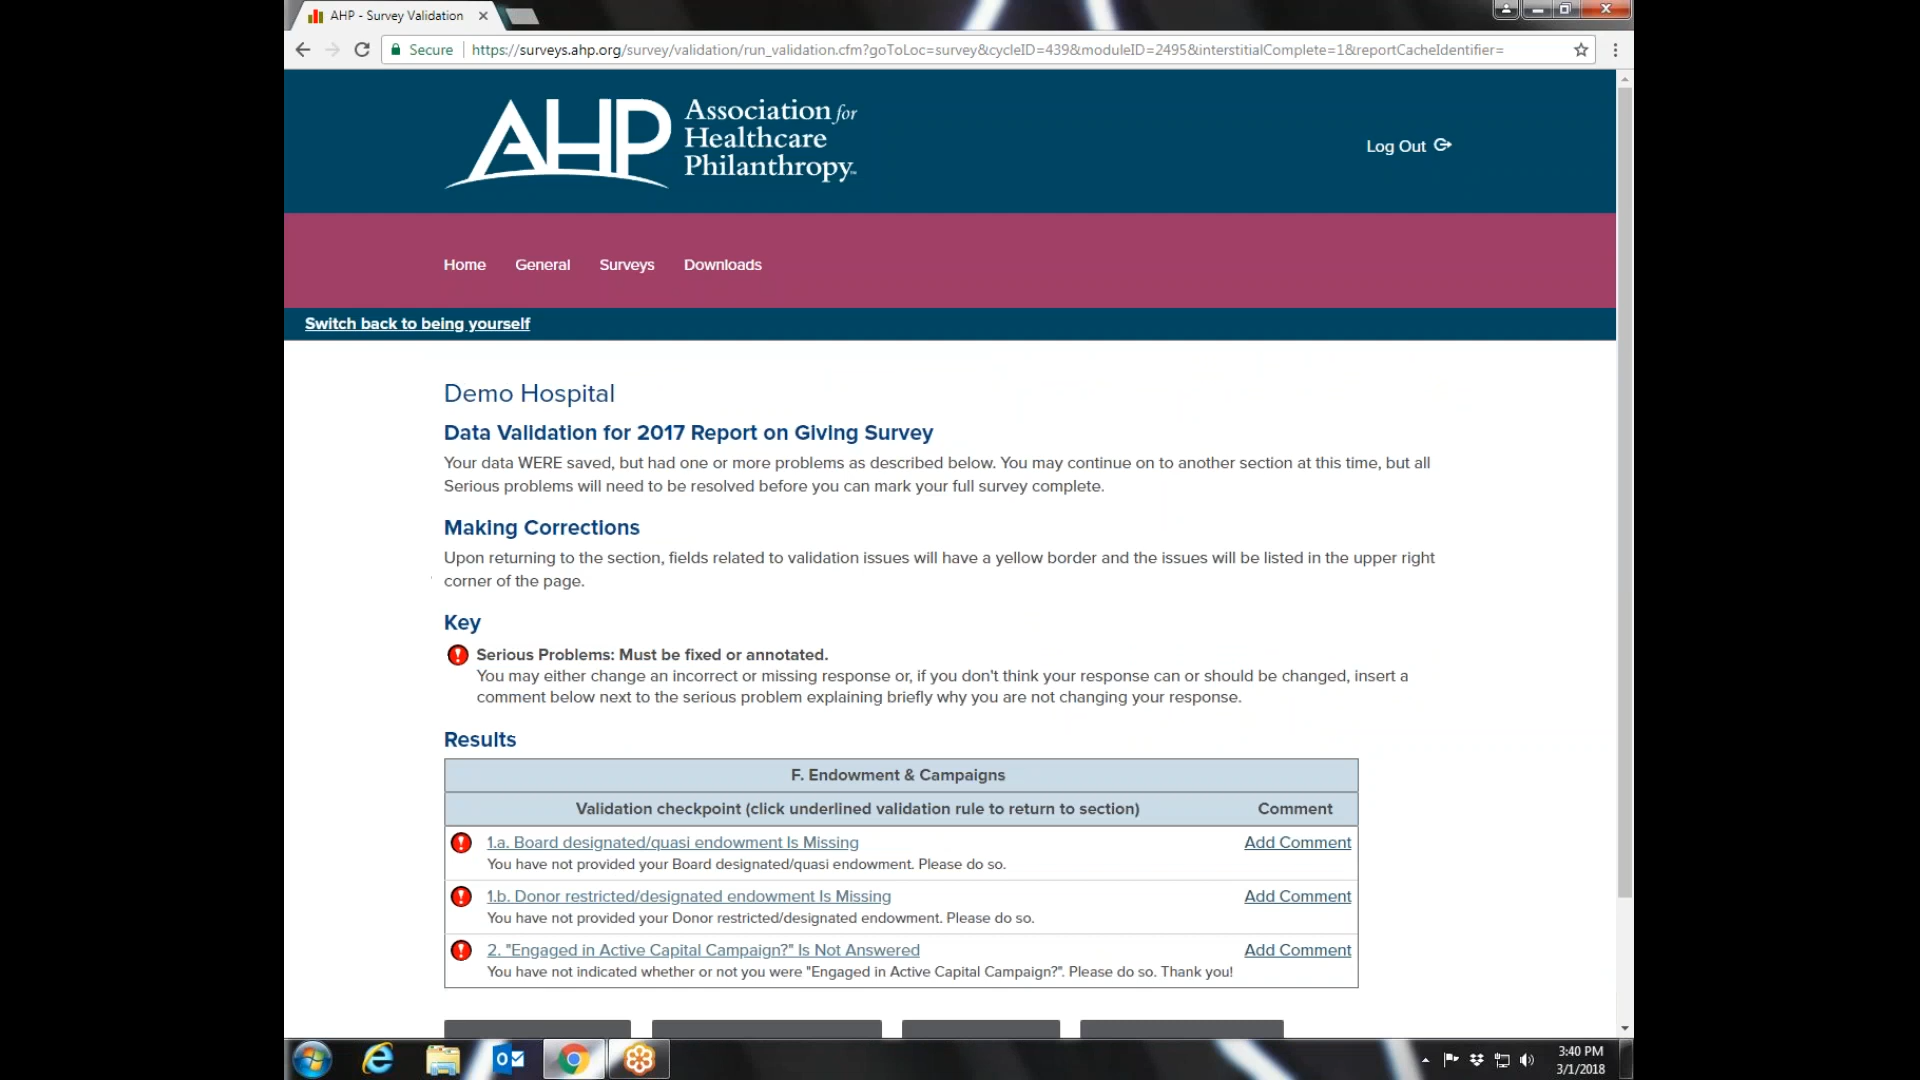 AHP - Survey Validation
Secure https://surveys.ahp.org/survey/validation/run_validation.cfm?goToLoc=survey&cycleID=439&moduleID=2495&interstitialComplete=1&reportCacheIdentifier=
AHP
Association for
Healthcare
Philanthropy
Log Out
Home General Surveys Downloads
Switch back to being yourself
Demo Hospital
Data Validation for 2017 Report on Giving Survey
Your data WERE saved, but had one or more problems as described below. You may continue on to another section at this time, but all
Serious problems will need to be resolved before you can mark your full survey complete.
Making Corrections
Upon returning to the section, fields related to validation issues will have a yellow border and the issues will be listed in the upper right
corner of the page.
Key
Serious Problems: Must be fixed or annotated.
You may either change an incorrect or missing response or, if you don't think your response can or should be changed, insert a
comment below next to the serious problem explaining briefly why you are not changing your response.
Results
F. Endowment & Campaigns
Validation checkpoint (click underlined validation rule to return to section) Comment
1.a. Board designated/quasi endowment Is Missing Add Comment
You have not provided your Board designated/quasi endowment. Please do so.
1.b. Donor restricted/designated endowment Is Missing Add Comment
You have not provided your Donor restricted/designated endowment. Please do so.
2. "Engaged in Active Capital Campaign?" Is Not Answered Add Comment
You have not indicated whether or not you were "Engaged in Active Capital Campaign?". Please do so. Thank you!
3:40 PM
3/1/2018